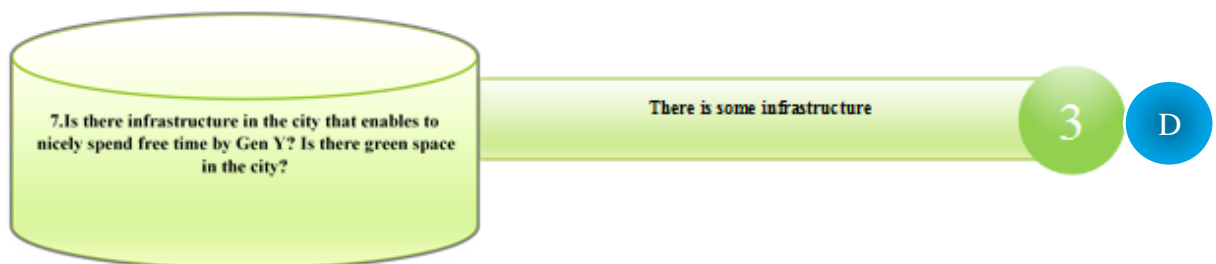 7.Is there infrastructure in the city that enables to
nicely spend free time by Gen Y? Is there green space
in the city?
There is some infrastructure
3
D